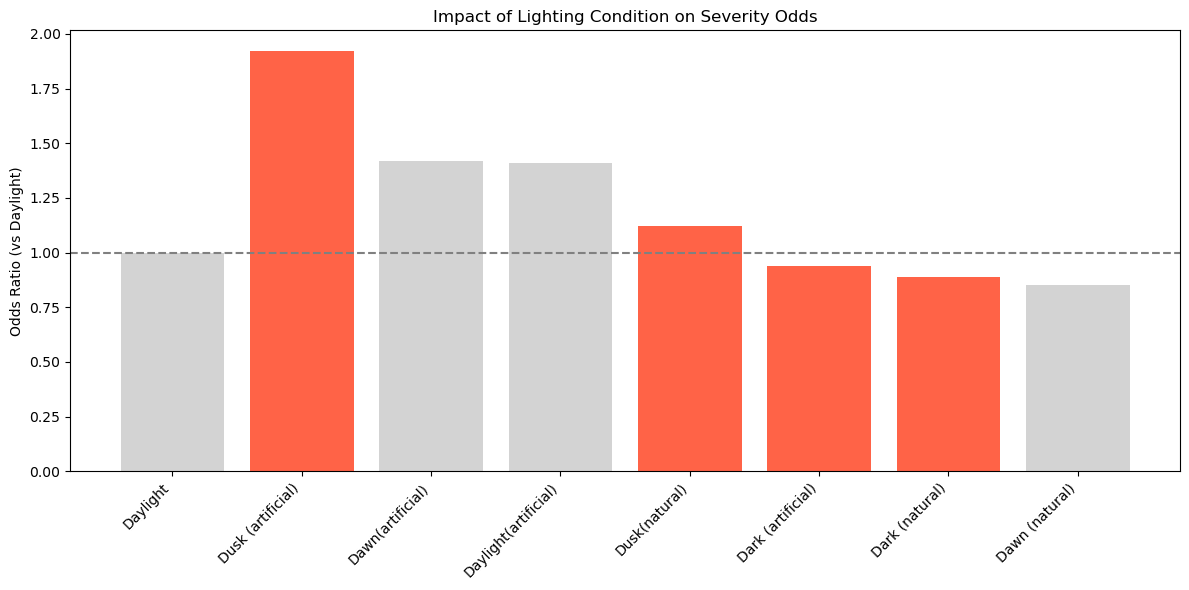 Impact of Lighting Condition on Severity Odds
Odds Ratio (vs Daylight)
2.00
1.75
1.50
1.25
1.00
0.75
0.50
0.25
0.00
Daylight
Dusk (artificial)
Dawn(artificial)
Daylight(artificial)
Dusk(natural)
Dark (artificial)
Dark (natural)
Dawn (natural)